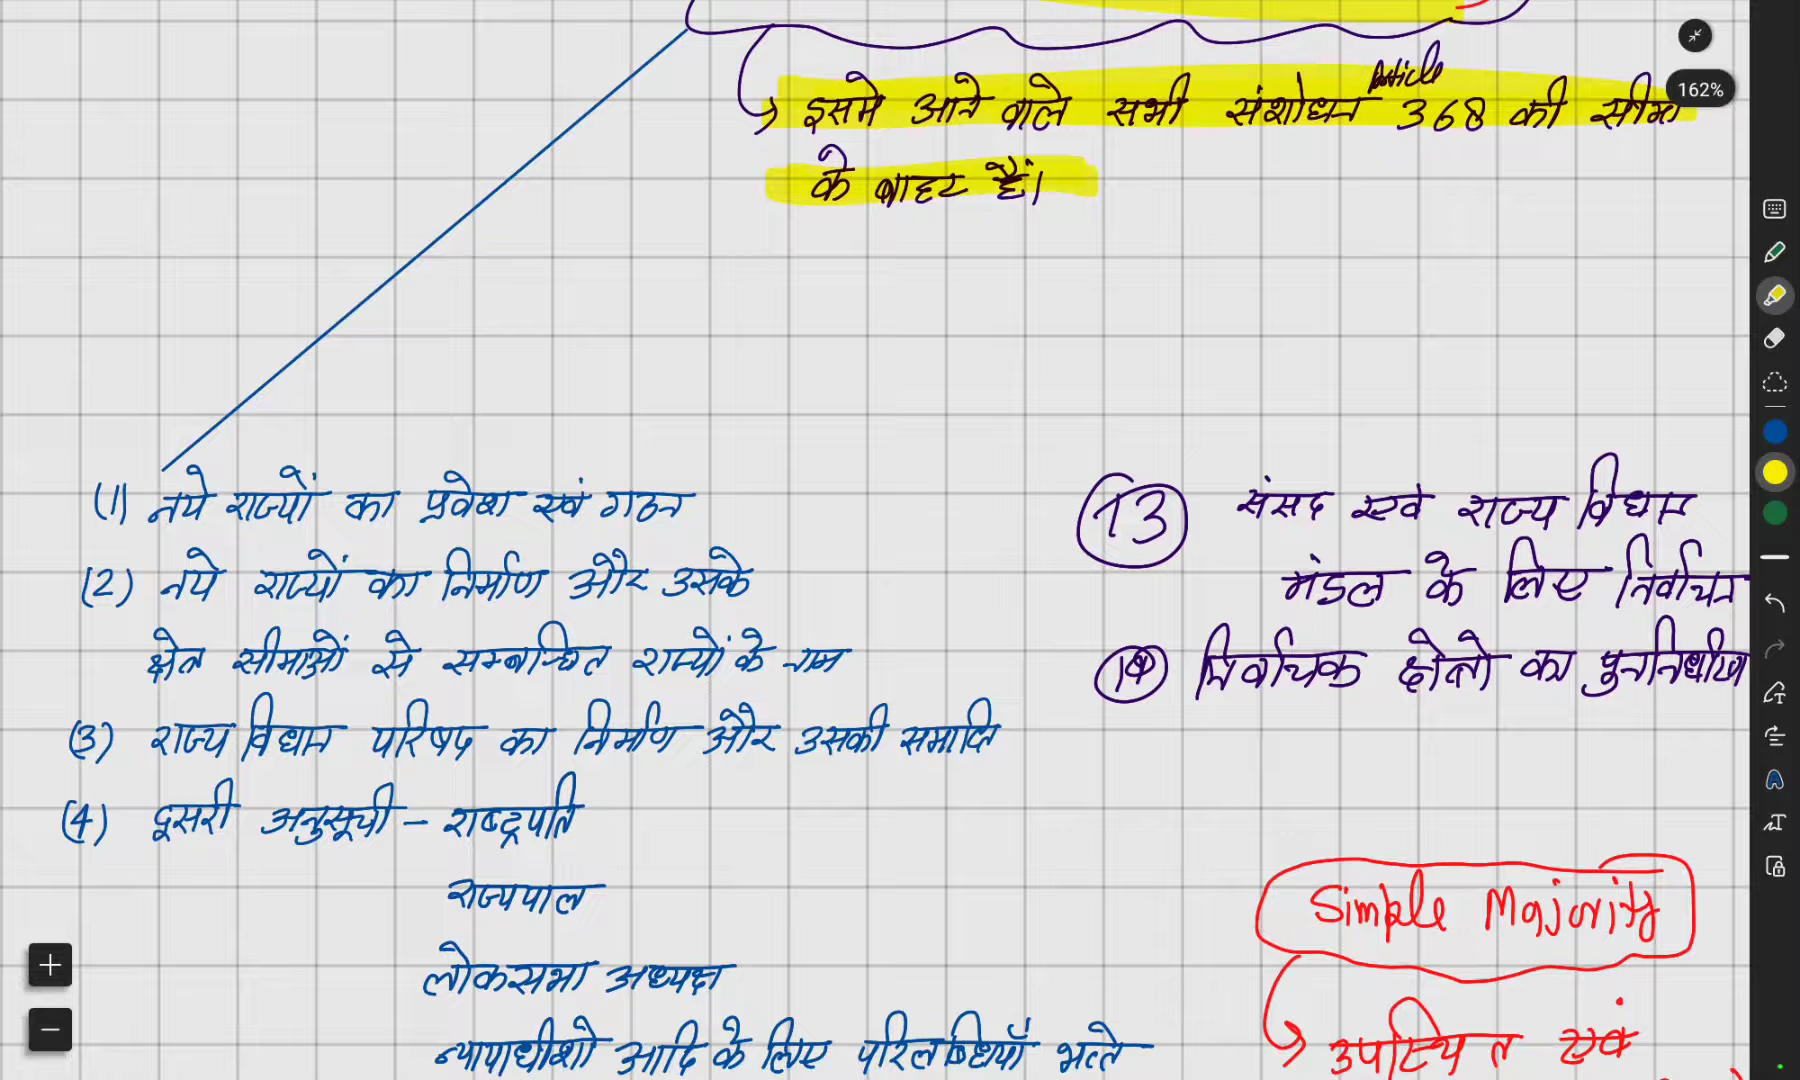 Article
इसमे आने वाले सभी संशोधन 368 की सीमा
के बाहर हैं।
162%
(1) नये राज्यों का प्रवेश एवं गठन
(2) नये राज्यों का निर्माण और उसके
क्षेत्र सीमाओं से सम्बन्धित राज्यों के नाम
(3) राज्य विधान परिषद का निर्माण और उसकी समाप्ति
(4) दूसरी अनुसूची - राष्ट्रपति
राज्यपाल
लोकसभा अध्यक्ष
न्यायाधीशो आदि के लिए परिलब्धियाँ भत्ते
13 संसद एवं राज्य विधान
मंडल के लिए निर्वाचन
14 निर्वाचक क्षेत्रो का पुननिर्धारण
Simple Majority
उपस्थित एवं